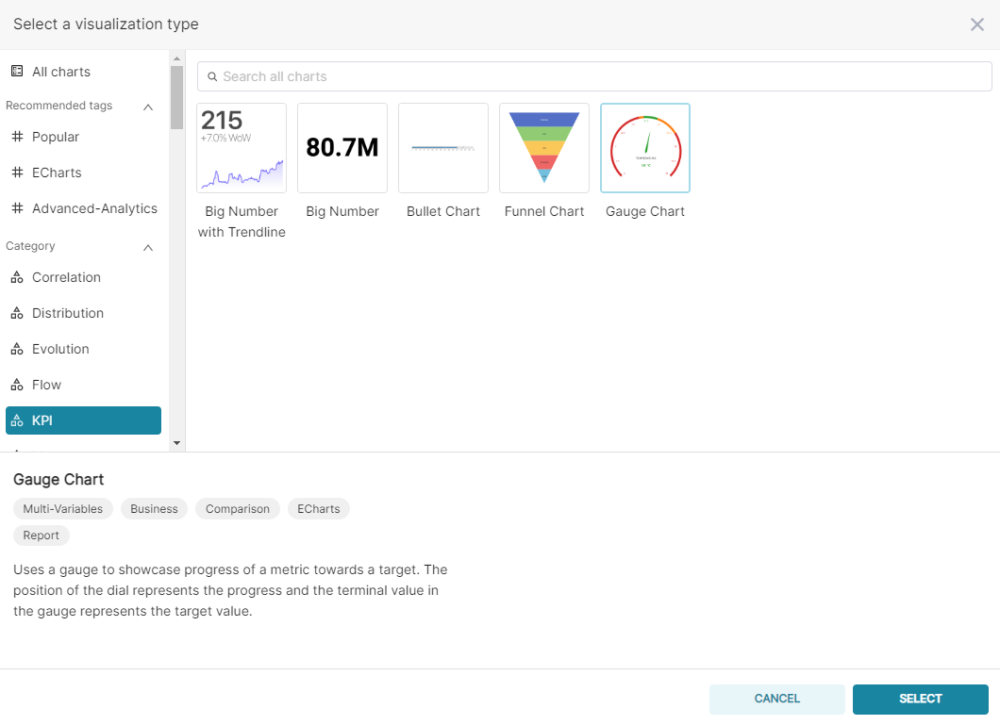 Select a visualization type
All charts
Recommended tags
Popular
ECharts
Advanced-Analytics
Category
Correlation
Distribution
Evolution
Flow
KPI
Search all charts
215
+7.0% WoW
Big Number
with Trendline
80.7M
Big Number
Bullet Chart
Funnel Chart
Gauge Chart
Gauge Chart
Multi-Variables
Business
Comparison
ECharts
Report
Uses a gauge to showcase progress of a metric towards a target. The
position of the dial represents the progress and the terminal value in
the gauge represents the target value.
CANCEL
SELECT